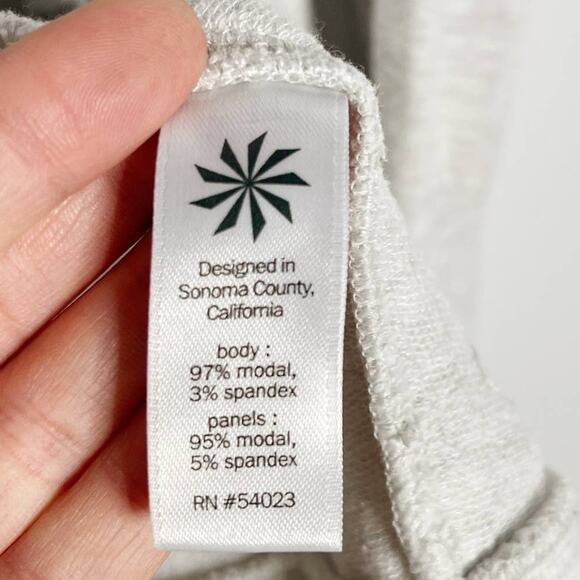 Designed in
Sonoma County,
California
body :
97% modal,
3% spandex
panels :
95% modal,
5% spandex
RN #54023